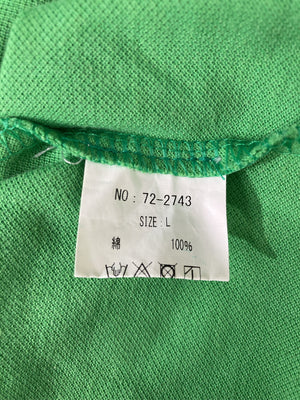 NO : 72-2743
SIZE : L
綿 100%